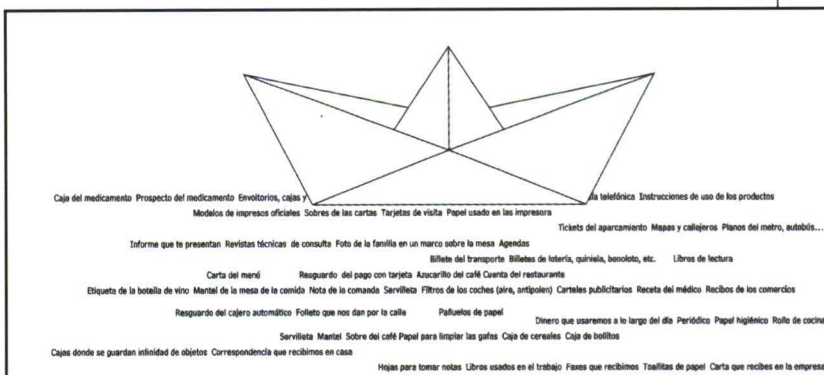 Caja del medicamento Prospecto del medicamento Envoltorios, cajas y la telefónica Instrucciones de uso de los productos
Modelos de impresos oficiales Sobres de las cartas Tarjetas de visita Papel usado en las impresora
Tickets del aparcamiento Mapas y callejeros Planos del metro, autobús...
Informe que te presentan Revistas técnicas de consulta Foto de la familia en un marco sobre la mesa Agendas
Billete del transporte Billetes de lotería, quiniela, bonoloto, etc. Libros de lectura
Carta del menú Resguardo del pago con tarjeta Azucarillo del café Cuenta del restaurante
Etiqueta de la botella de vino Mantel de la mesa de la comida Nota de la comanda Servilleta Filtros de los coches (aire, antipolen) Carteles publicitarios Receta del médico Recibos de los comercios
Resguardo del cajero automático Folleto que nos dan por la calle Pañuelos de papel
Dinero que usaremos a lo largo del día Periódico Papel higiénico Rollo de cocina
Servilleta Mantel Sobre del café Papel para limpiar las gafas Caja de cereales Caja de bollitos
Cajas donde se guardan infinidad de objetos Correspondencia que recibimos en casa
Hojas para tomar notas Libros usados en el trabajo Faxes que recibimos Toallitas de papel Carta que recibes en la empresa